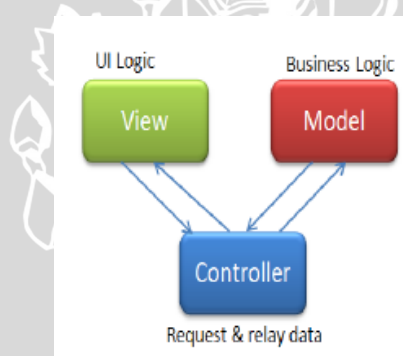 UI Logic
Business Logic
View
Model
Controller
Request & relay data